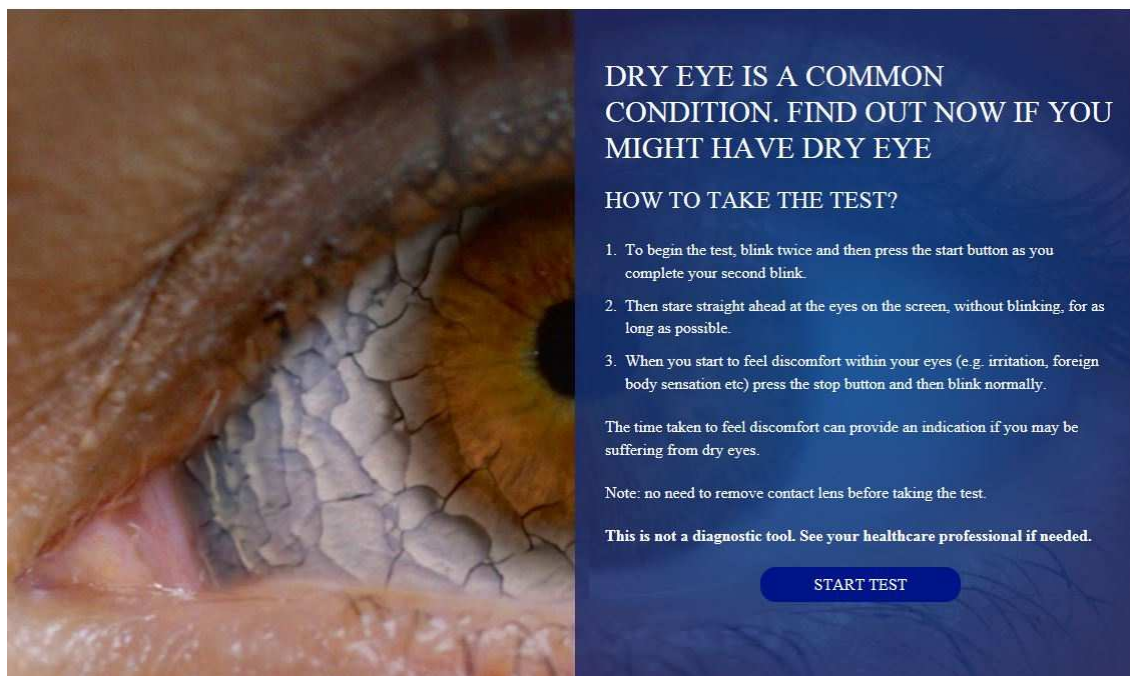 DRY EYE IS A COMMON
CONDITION. FIND OUT NOW IF YOU
MIGHT HAVE DRY EYE
HOW TO TAKE THE TEST?
1. To begin the test, blink twice and then press the start button as you
complete your second blink.
2. Then stare straight ahead at the eyes on the screen, without blinking, for as
long as possible.
3. When you start to feel discomfort within your eyes (e.g. irritation, foreign
body sensation etc) press the stop button and then blink normally.
The time taken to feel discomfort can provide an indication if you may be
suffering from dry eyes.
Note: no need to remove contact lens before taking the test.
This is not a diagnostic tool. See your healthcare professional if needed.
START TEST